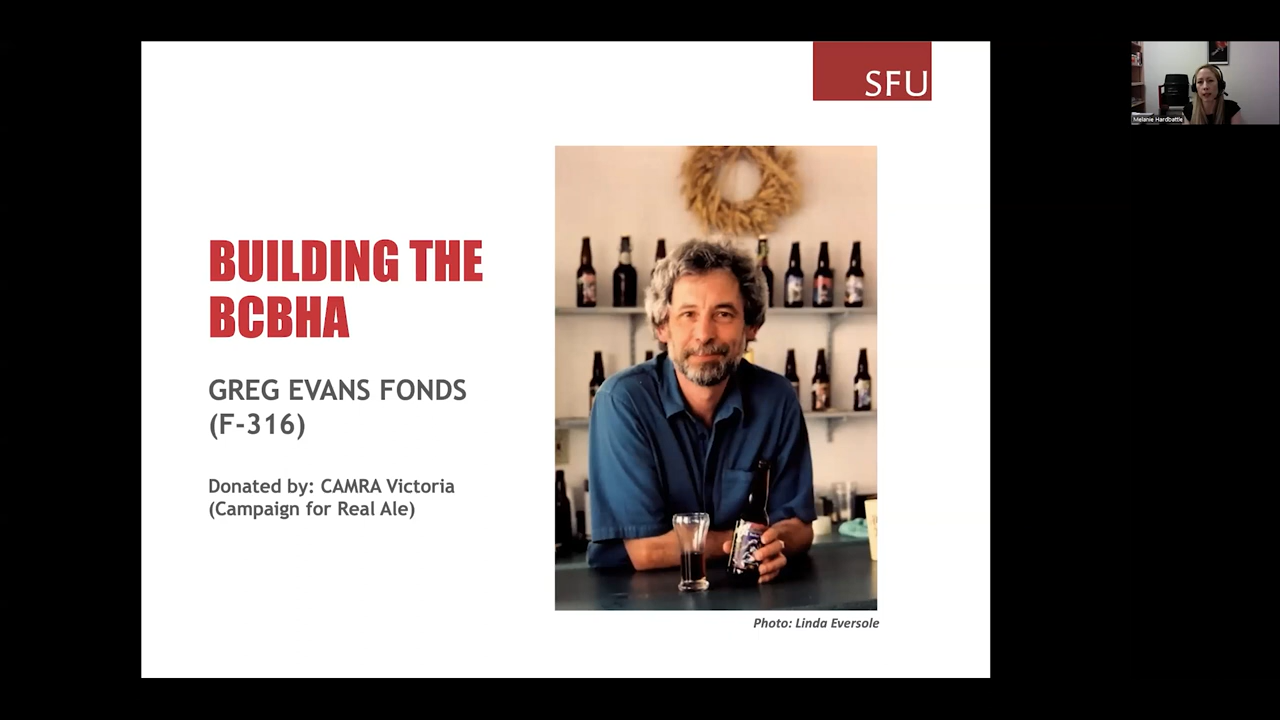 SFU
Melanie Hardbattle
BUILDING THE
BCBHA
GREG EVANS FONDS
(F-316)
Donated by: CAMRA Victoria
(Campaign for Real Ale)
Photo: Linda Eversole